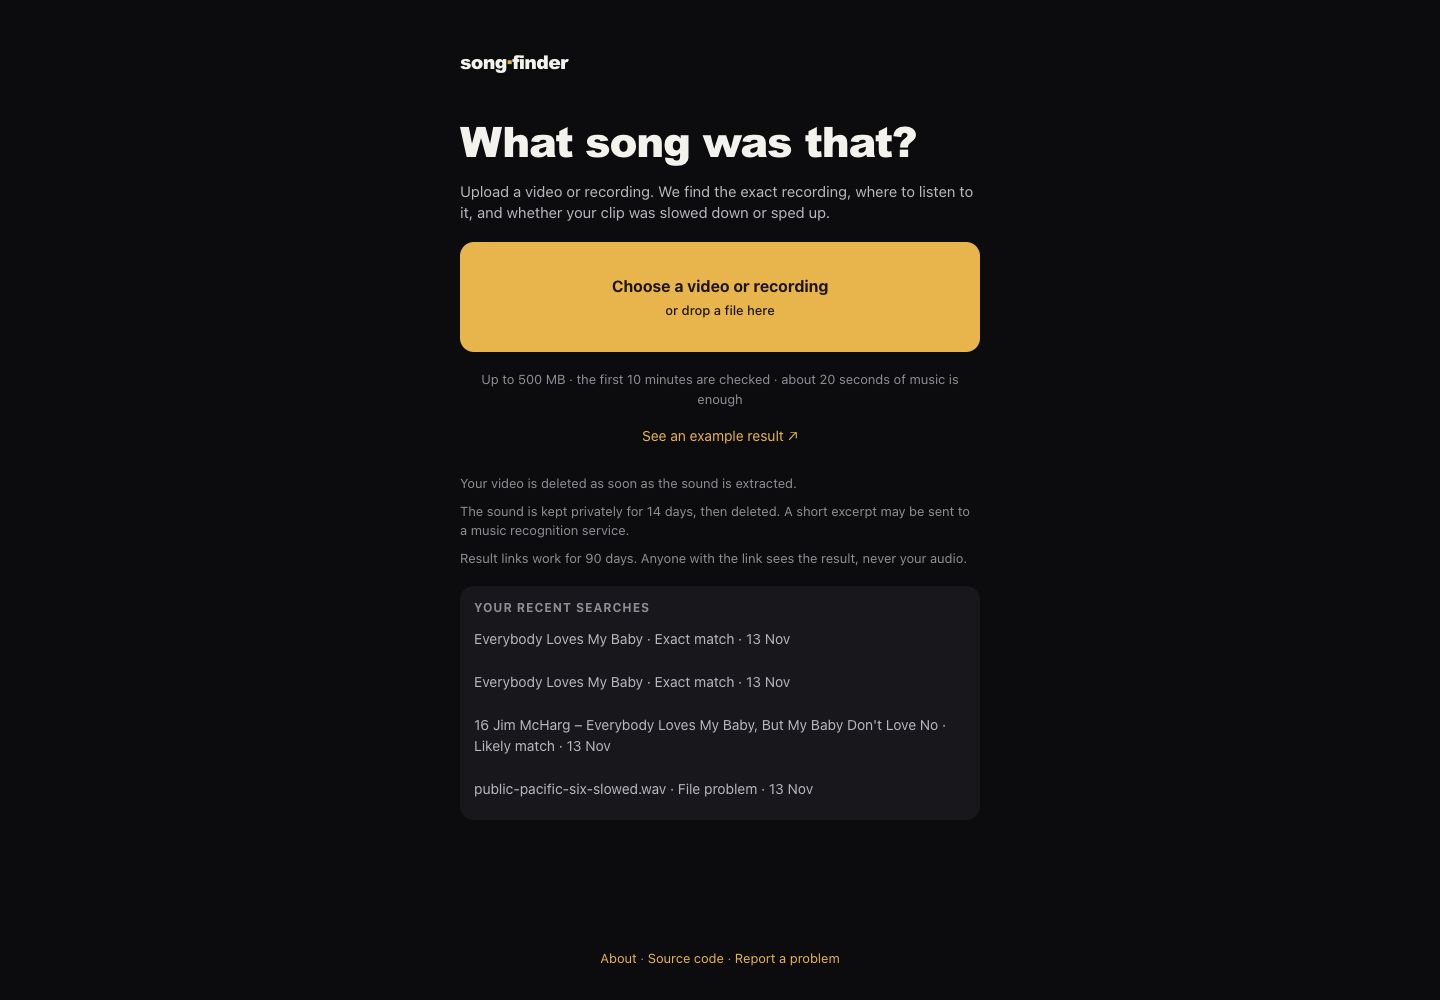 song·finder
What song was that?
Upload a video or recording. We find the exact recording, where to listen to
it, and whether your clip was slowed down or sped up.
Choose a video or recording
or drop a file here
Up to 500 MB · the first 10 minutes are checked · about 20 seconds of music is
enough
See an example result ↗
Your video is deleted as soon as the sound is extracted.
The sound is kept privately for 14 days, then deleted. A short excerpt may be sent to
a music recognition service.
Result links work for 90 days. Anyone with the link sees the result, never your audio.
YOUR RECENT SEARCHES
Everybody Loves My Baby · Exact match · 13 Nov
Everybody Loves My Baby · Exact match · 13 Nov
16 Jim McHarg – Everybody Loves My Baby, But My Baby Don't Love No ·
Likely match · 13 Nov
public-pacific-six-slowed.wav · File problem · 13 Nov
About · Source code · Report a problem